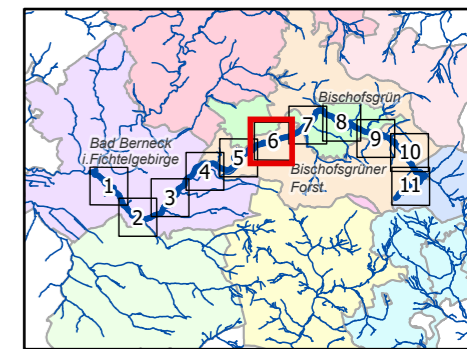 Bischofsgrün
Bad Berneck
i.Fichtelgebirge
Bischofsgrüner
Forst
1
2
3
4
5
6
7
8
9
10
11